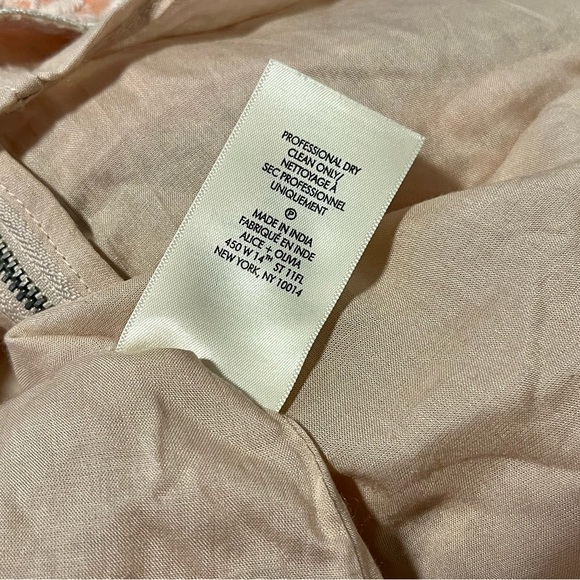 PROFESSIONAL DRY
CLEAN ONLY/
NETTOYAGE À
SEC PROFESSIONNEL
UNIQUEMENT
P
MADE IN INDIA
FABRIQUÉ EN INDE
ALICE + OLIVIA
450 W 14TH ST 11FL
NEW YORK, NY 10014